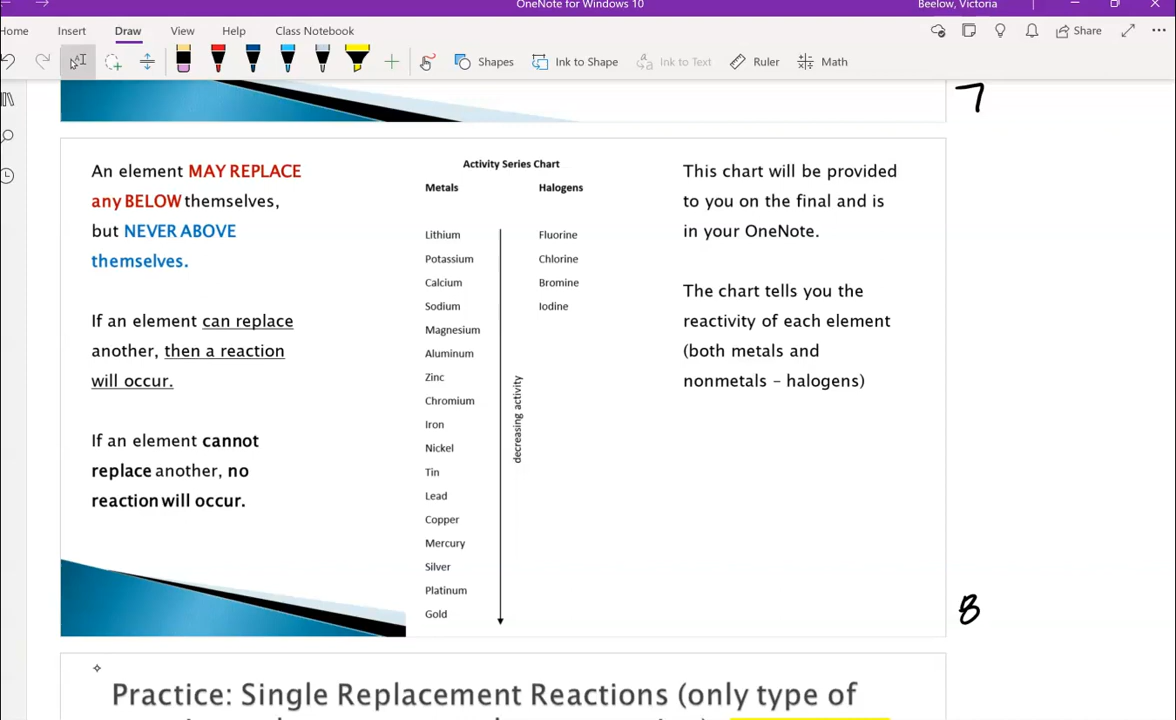 OneNote for Windows 10
Beelow, Victoria
Home Insert Draw View Help Class Notebook
Share
Shapes Ink to Shape Ink to Text Ruler Math
7
An element MAY REPLACE
any BELOW themselves,
but NEVER ABOVE
themselves.
If an element can replace
another, then a reaction
will occur.
If an element cannot
replace another, no
reaction will occur.
Activity Series Chart
Metals Halogens
Lithium Fluorine
Potassium Chlorine
Calcium Bromine
Sodium Iodine
Magnesium
Aluminum
Zinc
Chromium
Iron
Nickel
Tin
Lead
Copper
Mercury
Silver
Platinum
Gold
decreasing activity
This chart will be provided
to you on the final and is
in your OneNote.
The chart tells you the
reactivity of each element
(both metals and
nonmetals - halogens)
8
Practice: Single Replacement Reactions (only type of